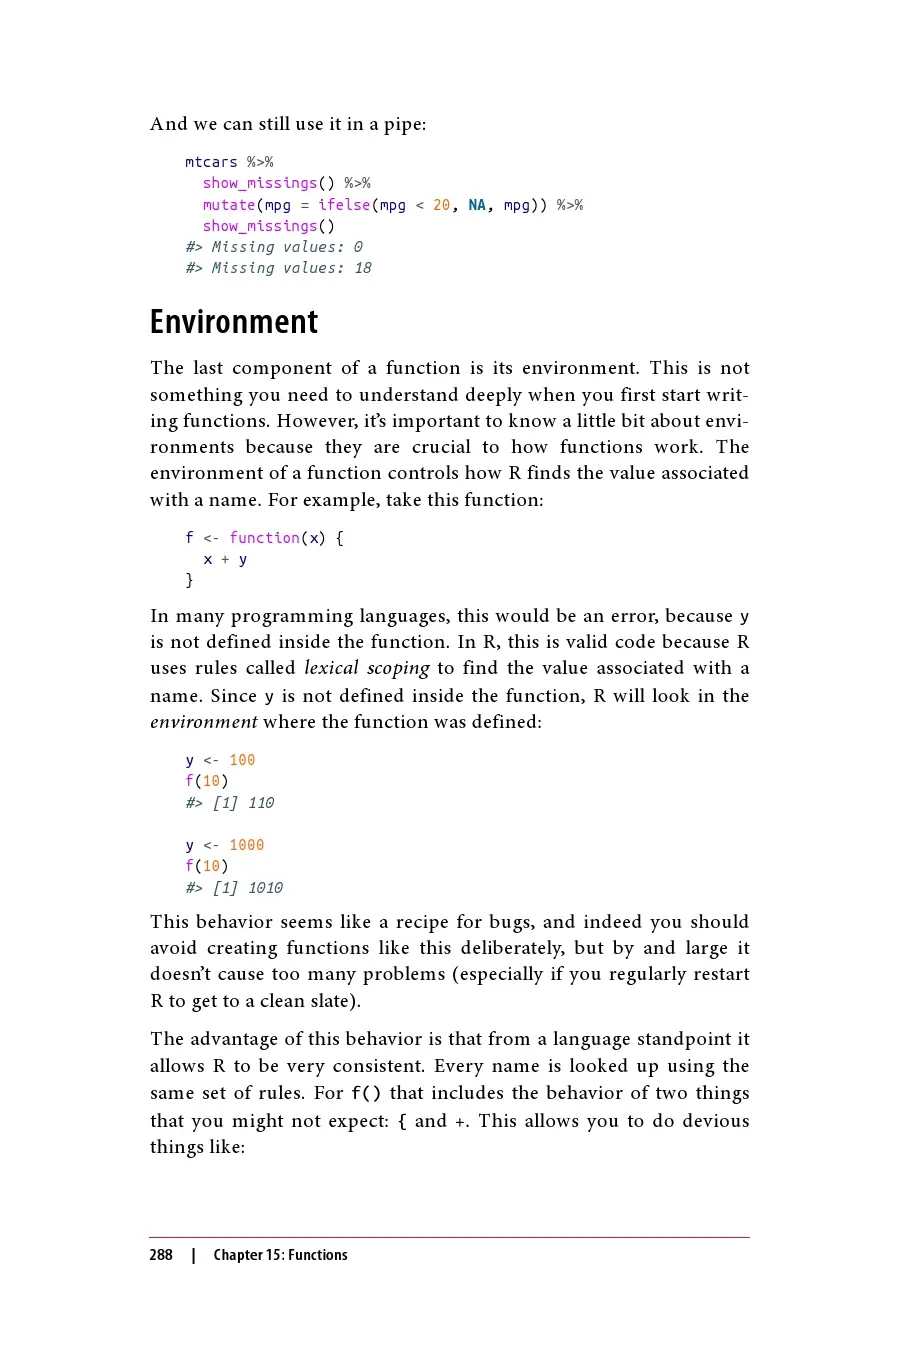 And we can still use it in a pipe:
mtcars %>%
show_missings() %>%
mutate(mpg = ifelse(mpg < 20, NA, mpg)) %>%
show_missings()
#> Missing values: 0
#> Missing values: 18
Environment
The last component of a function is its environment. This is not
something you need to understand deeply when you first start writ-
ing functions. However, it’s important to know a little bit about envi-
ronments because they are crucial to how functions work. The
environment of a function controls how R finds the value associated
with a name. For example, take this function:
f <- function(x) {
x + y
}
In many programming languages, this would be an error, because y
is not defined inside the function. In R, this is valid code because R
uses rules called lexical scoping to find the value associated with a
name. Since y is not defined inside the function, R will look in the
environment where the function was defined:
y <- 100
f(10)
#> [1] 110
y <- 1000
f(10)
#> [1] 1010
This behavior seems like a recipe for bugs, and indeed you should
avoid creating functions like this deliberately, but by and large it
doesn’t cause too many problems (especially if you regularly restart
R to get to a clean slate).
The advantage of this behavior is that from a language standpoint it
allows R to be very consistent. Every name is looked up using the
same set of rules. For f() that includes the behavior of two things
that you might not expect: { and +. This allows you to do devious
things like:
288 | Chapter 15: Functions